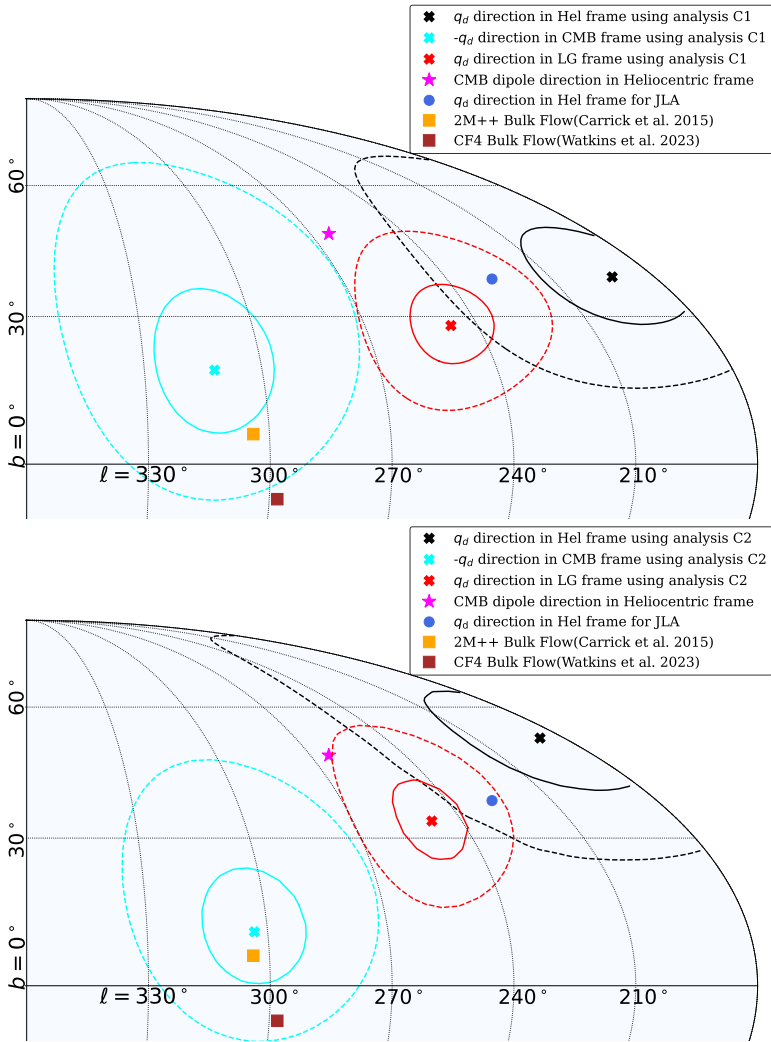 q_d direction in Hel frame using analysis C1
-q_d direction in CMB frame using analysis C1
q_d direction in LG frame using analysis C1
CMB dipole direction in Heliocentric frame
q_d direction in Hel frame for JLA
2M++ Bulk Flow(Carrick et al. 2015)
CF4 Bulk Flow(Watkins et al. 2023)
60°
30°
b = 0°
ℓ = 330° 300° 270° 240° 210°
q_d direction in Hel frame using analysis C2
-q_d direction in CMB frame using analysis C2
q_d direction in LG frame using analysis C2
CMB dipole direction in Heliocentric frame
q_d direction in Hel frame for JLA
2M++ Bulk Flow(Carrick et al. 2015)
CF4 Bulk Flow(Watkins et al. 2023)
60°
30°
b = 0°
ℓ = 330° 300° 270° 240° 210°